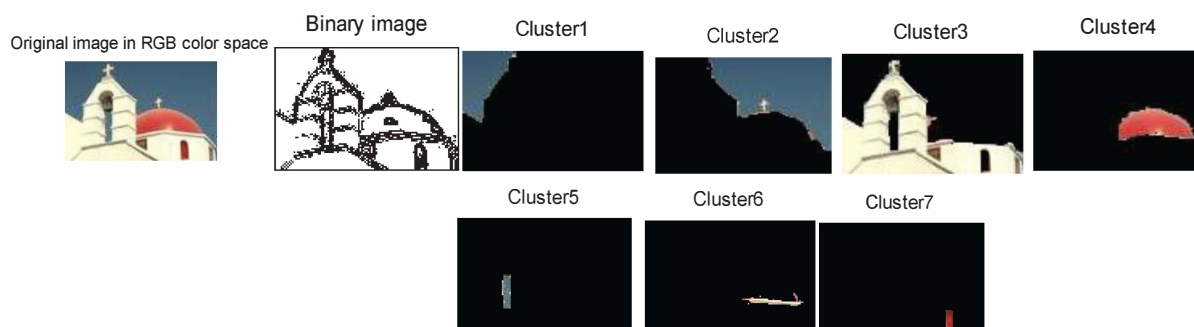 Original image in RGB color space
Binary image
Cluster1
Cluster2
Cluster3
Cluster4
Cluster5
Cluster6
Cluster7